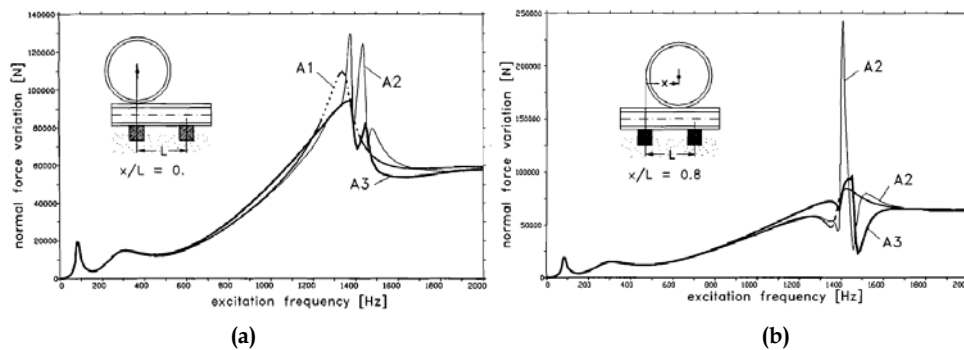 normal force variation [N]
140000
120000
100000
80000
60000
40000
20000
0
A1
A2
A3
L
x/L = 0.
0 200 400 600 800 1000 1200 1400 1600 1800 2000
excitation frequency [Hz]
(a)
normal force variation [N]
250000
200000
150000
100000
50000
0
x
L
x/L = 0.8
A2
A2
A3
0 200 400 600 800 1000 1200 1400 1600 1800 2000
excitation frequency [Hz]
(b)